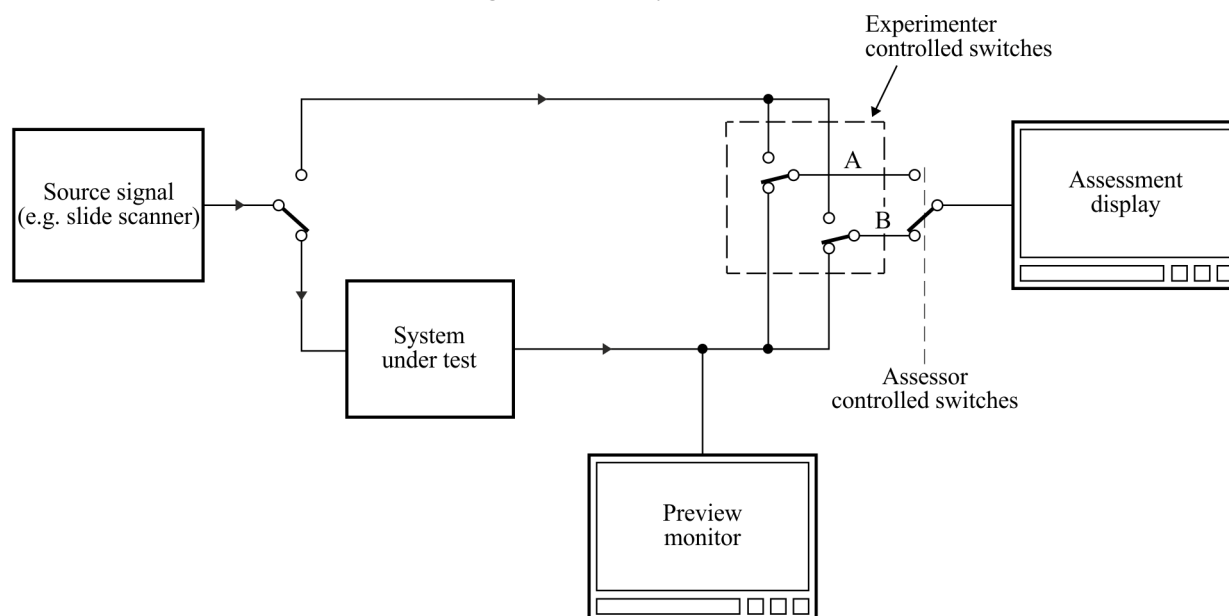 Experimenter
controlled switches
Source signal
(e.g. slide scanner)
A
Assessment
display
B
System
under test
Assessor
controlled switches
Preview
monitor